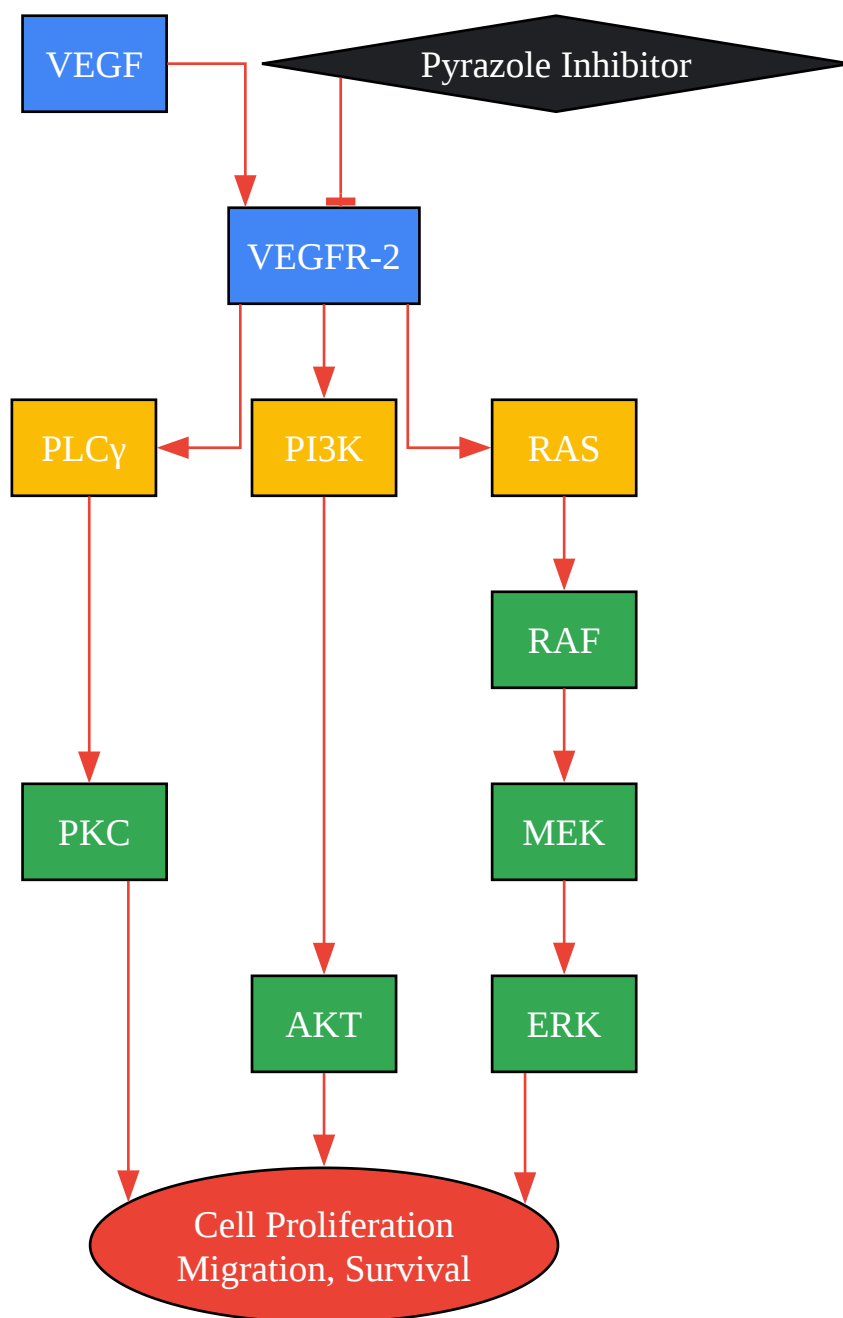 VEGF
Pyrazole Inhibitor
VEGFR-2
PLCγ
PI3K
RAS
RAF
PKC
MEK
AKT
ERK
Cell Proliferation
Migration, Survival